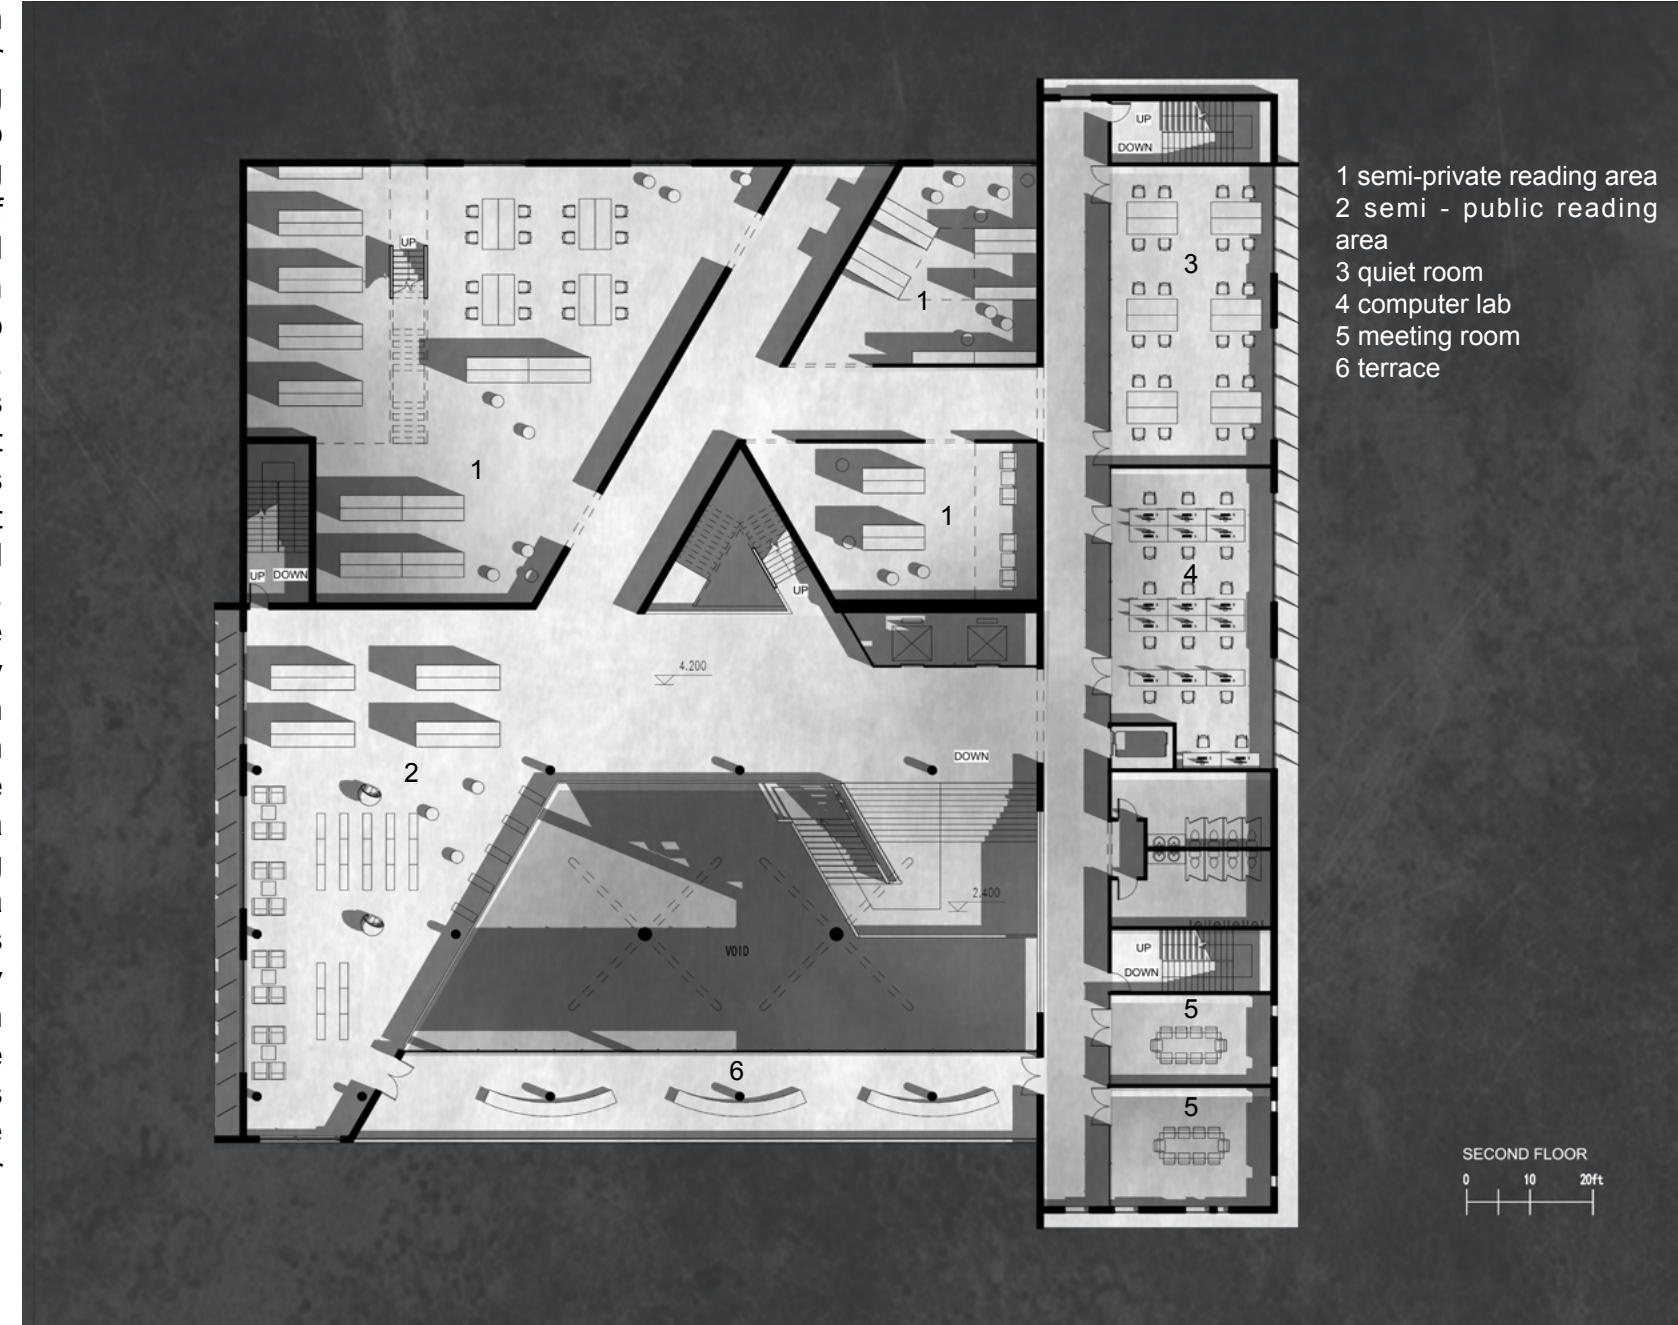 UP
DOWN
1 semi-private reading area
2 semi - public reading
area
3 quiet room
4 computer lab
5 meeting room
6 terrace
UP
3
1
1
1
4
UP DOWN
UP
4.200
DOWN
2
2.400
VOID
UP
DOWN
5
6
5
SECOND FLOOR
0 10 20ft